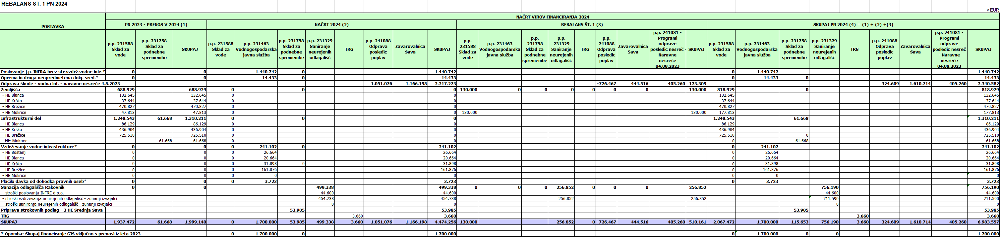 REBALANS ŠT. 1 PN 2024
v EUR
POSTAVKA NAČRT VIROV FINANCIRANJA 2024
PN 2023 - PRENOS V 2024 (1) NAČRT 2024 (2) REBALANS ŠT. 1 (3) SKUPAJ PN 2024 (4) = (1) + (2) +(3)
p.p. 231588 Sklad za vode p.p. 231758 Sklad za podnebne spremembe SKUPAJ p.p. 231588 Sklad za vode p.p. 231463 Vodnogospodarska javna služba p.p. 231758 Sklad za podnebne spremembe p.p. 231329 Saniranje neurejenih odlagališč TRG p.p. 241088 Odprava posledic poplav Zavarovalnica Sava SKUPAJ p.p. 231588 Sklad za vode p.p. 231463 Vodnogospodarska javna služba p.p. 231758 Sklad za podnebne spremembe p.p. 231329 Saniranje neurejenih odlagališč TRG p.p. 241088 Odprava posledic poplav Zavarovalnica Sava p.p. 241081 - Programi odprave posledic nesreč - Naravne nesreče 04.08.2023 SKUPAJ p.p. 231588 Sklad za vode p.p. 231463 Vodnogospodarska javna služba p.p. 231758 Sklad za podnebne spremembe p.p. 231329 Saniranje neurejenih odlagališč TRG p.p. 241088 Odprava posledic poplav Zavarovalnica Sava p.p. 241081 - Programi odprave posledic nesreč - Naravne nesreče 04.08.2023 SKUPAJ
Poslovanje j.p. INFRA brez str.vzdrž.vodne infr.* 0 0 1.440.742 0 1.440.742 0 1.440.742 1.440.742
Oprema in druga neopredmetena dolg. sred.* 0 0 14.433 0 14.433 0 14.433 0 14.433
Odprava škode - vodna inf. - naravne nesreče 4.8.2023 1.051.076 1.166.198 2.217.273 -726.467 444.516 405.260 123.309 324.609 1.610.714 405.260 2.340.582
Zemljišča 688.929 688.929 0 0 0 130.000 0 0 0 0 0 0 130.000 818.929 0 818.929
- HE Blanca 132.645 132.645 0 0 132.645 132.645
- HE Krško 37.644 37.644 0 0 37.644 37.644
- HE Brežice 470.827 470.827 0 0 470.827 470.827
- HE Mokrice 47.813 47.813 0 0 130.000 130.000 177.813 177.813
Infrastrukturni del 1.248.543 61.668 1.310.211 0 0 0 1.248.543 61.668 1.310.211
- HE Blanca 86.129 86.129 0 0 86.129 86.129
- HE Krško 436.904 436.904 0 0 436.904 436.904
- HE Brežice 725.510 725.510 0 0 725.510 0 725.510
- HE Mokrice 61.668 61.668 0 0 0 61.668 61.668
Vzdrževanje vodne infrastrukture* 0 0 0 241.102 0 241.102 0 241.102 241.102
- HE Boštanj 0 0 0 26.664 26.664 0 26.664 26.664
- HE Blanca 0 0 0 20.664 20.664 0 20.664 20.664
- HE Krško 0 0 0 31.898 0 31.898 0 31.898 31.898
- HE Brežice 0 0 0 161.876 161.876 0 161.876 161.876
- HE Mokrice 0 0 0 0 0 0 0 0
Plačilo davka od dohodka pravnih oseb* 0 0 0 3.723 3.723 0 3.723 3.723
Sanacija odlagališča Rakovnik 0 0 499.338 499.338 0 0 0 256.852 0 0 0 256.852 756.190 756.190
- stroški poslovanja INFRE d.o.o. 44.600 44.600 44.600 44.600
- stroški vzdrževanja neurejenih odlagališč - zunanji izvajalci 454.738 454.738 256.852 256.852 711.590 711.590
- stroški saniranja neurejenih odlagališč - zunanji izvajalci 0 0 0 0
Priprava strokovnih podlag - 3 HE Srednja Sava 53.985 53.985 53.985 53.985
TRG 3.660 3.660 3.660 3.660
SKUPAJ 1.937.472 61.668 1.999.140 0 1.700.000 53.985 499.338 3.660 1.051.076 1.166.198 4.474.256 130.000 256.852 0 -726.467 444.516 405.260 510.161 2.067.472 1.700.000 115.653 756.190 3.660 324.609 1.610.714 405.260 6.983.557
* Opomba: Skupaj financiranje GJS vključno s prenosi iz leta 2023 0 1.700.000 0 1.700.000 0 1.700.000 0 0 1.700.000